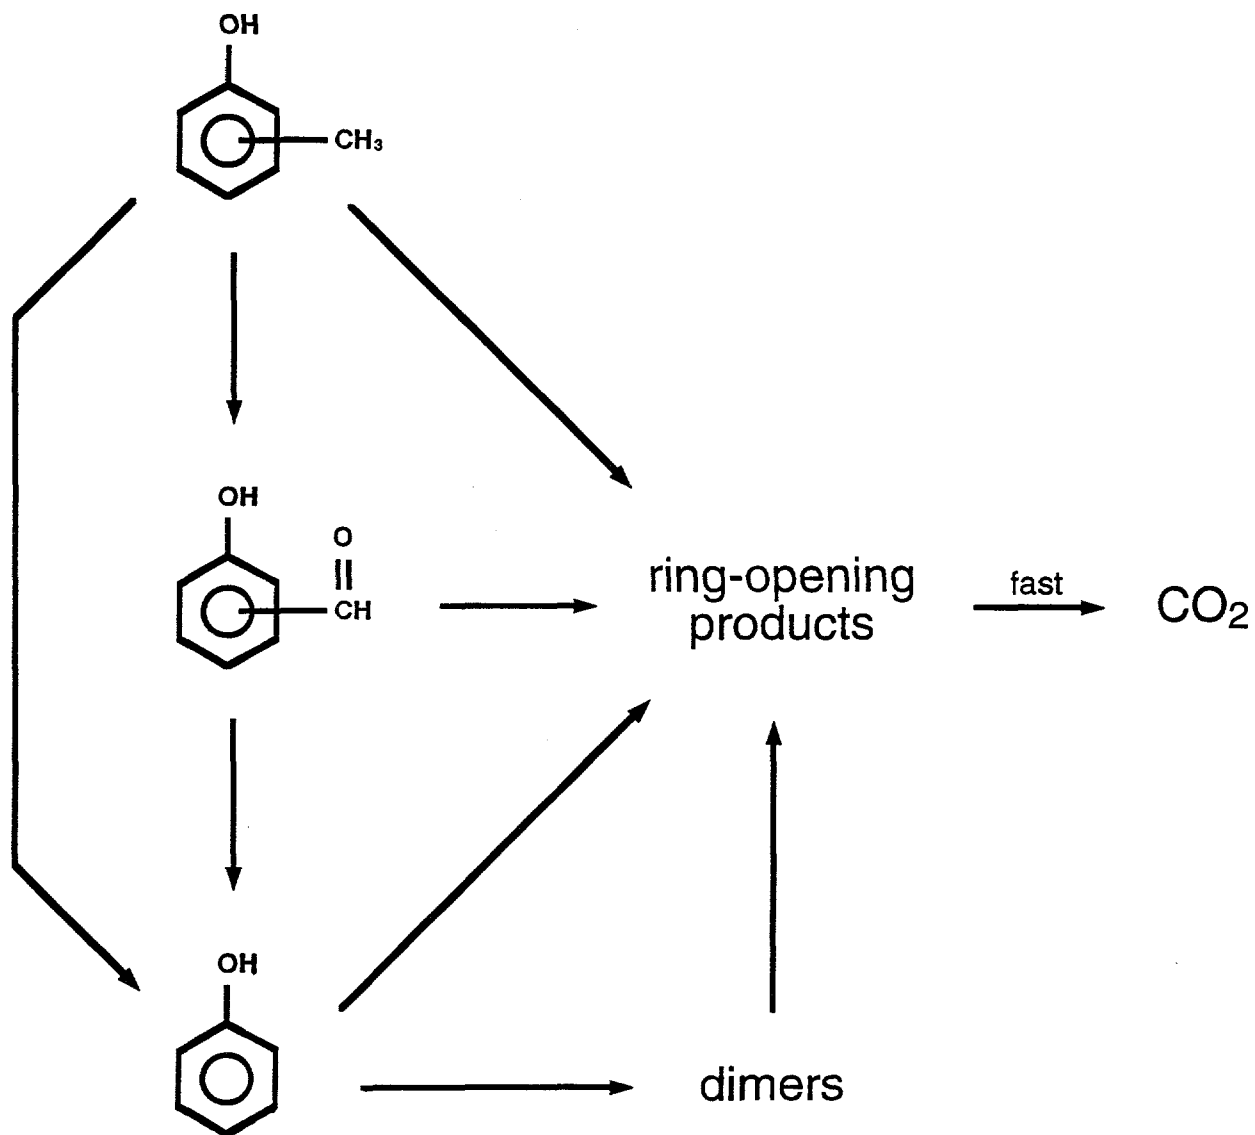 OH
CH₃
OH
O
CH
ring-opening
products
fast
CO₂
OH
dimers